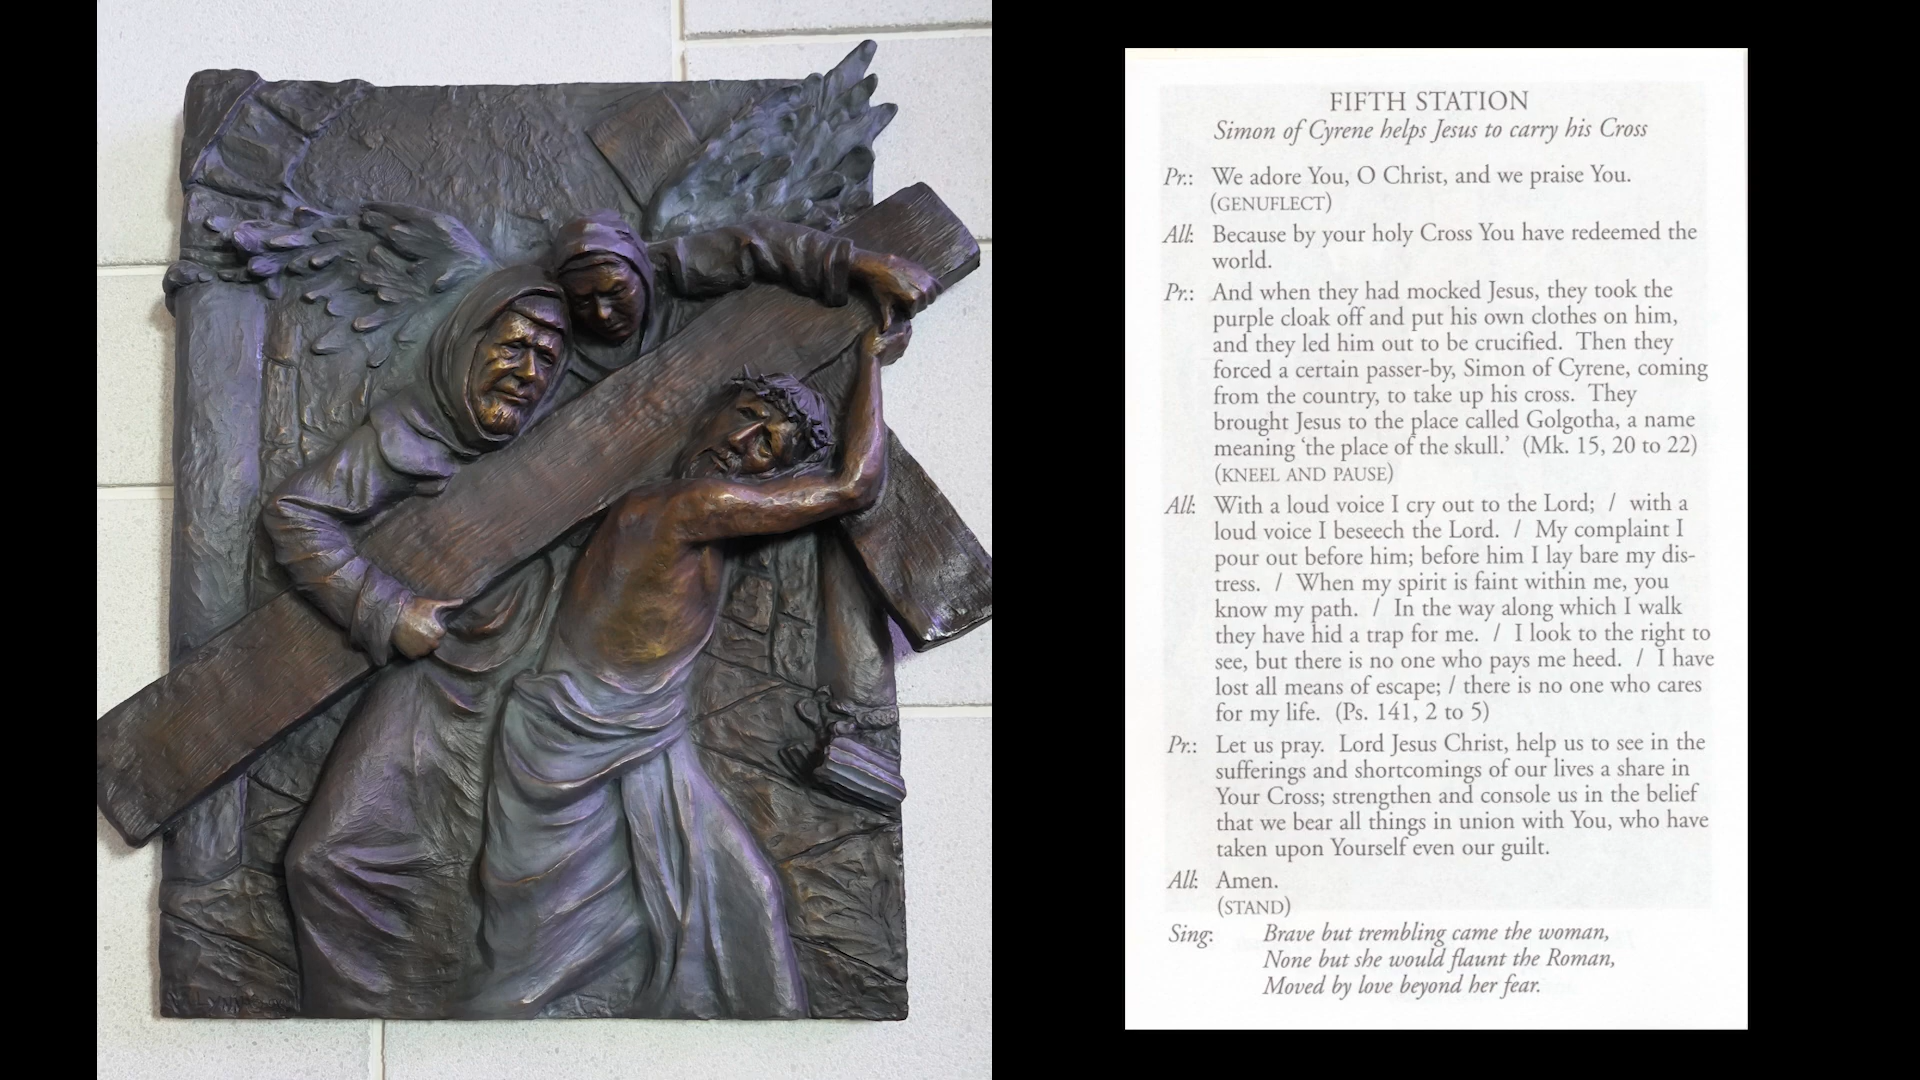 FIFTH STATION
Simon of Cyrene helps Jesus to carry his Cross
Pr.: We adore You, O Christ, and we praise You.
(GENUFLECT)
All: Because by your holy Cross You have redeemed the
world.
Pr.: And when they had mocked Jesus, they took the
purple cloak off and put his own clothes on him,
and they led him out to be crucified. Then they
forced a certain passer-by, Simon of Cyrene, coming
from the country, to take up his cross. They
brought Jesus to the place called Golgotha, a name
meaning ‘the place of the skull.’ (Mk. 15, 20 to 22)
(KNEEL AND PAUSE)
All: With a loud voice I cry out to the Lord; / with a
loud voice I beseech the Lord. / My complaint I
pour out before him; before him I lay bare my dis-
tress. / When my spirit is faint within me, you
know my path. / In the way along which I walk
they have hid a trap for me. / I look to the right to
see, but there is no one who pays me heed. / I have
lost all means of escape; / there is no one who cares
for my life. (Ps. 141, 2 to 5)
Pr.: Let us pray. Lord Jesus Christ, help us to see in the
sufferings and shortcomings of our lives a share in
Your Cross; strengthen and console us in the belief
that we bear all things in union with You, who have
taken upon Yourself even our guilt.
All: Amen.
(STAND)
Sing: Brave but trembling came the woman,
None but she would flaunt the Roman,
Moved by love beyond her fear.